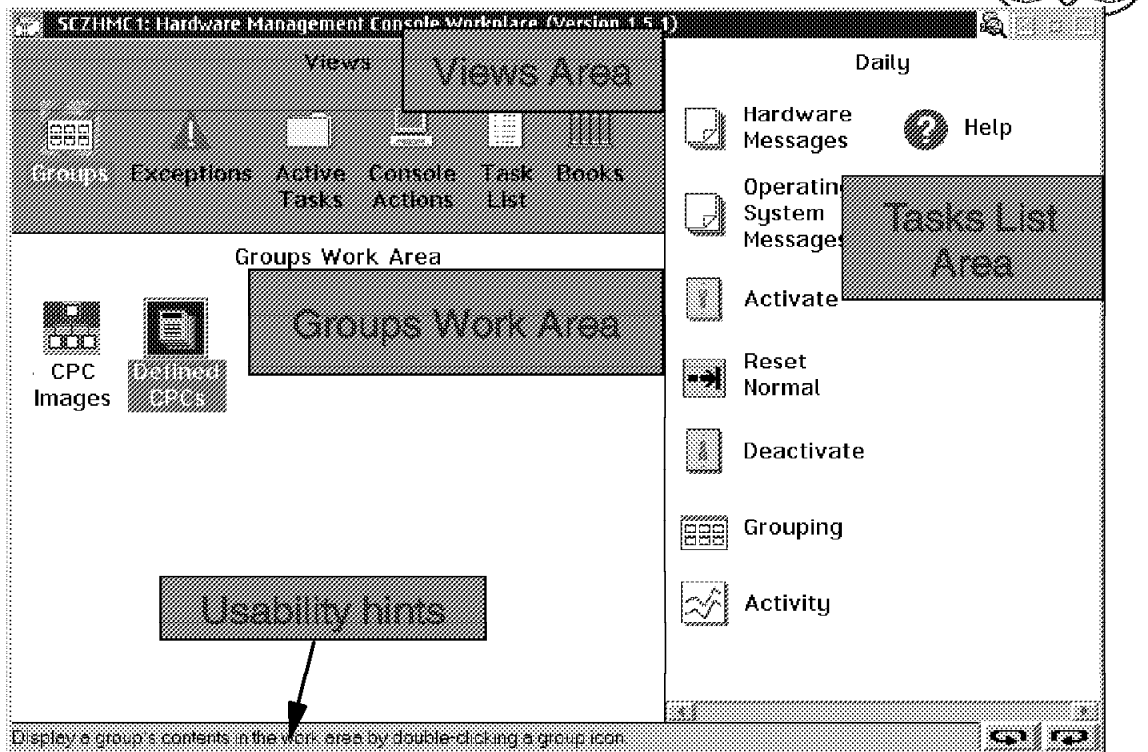 SCZHMC1: Hardware Management Console Workplace (Version 1.5.1)
Views
Views Area
Groups
Exceptions
Active
Tasks
Console
Actions
Task
List
Books
Groups Work Area
Groups Work Area
CPC
Images
Defined
CPCs
Usability hints
Daily
Hardware
Messages
Help
Operating
System
Messages
Tasks List
Area
Activate
Reset
Normal
Deactivate
Grouping
Activity
Display a group's contents in the work area by double-clicking a group icon.